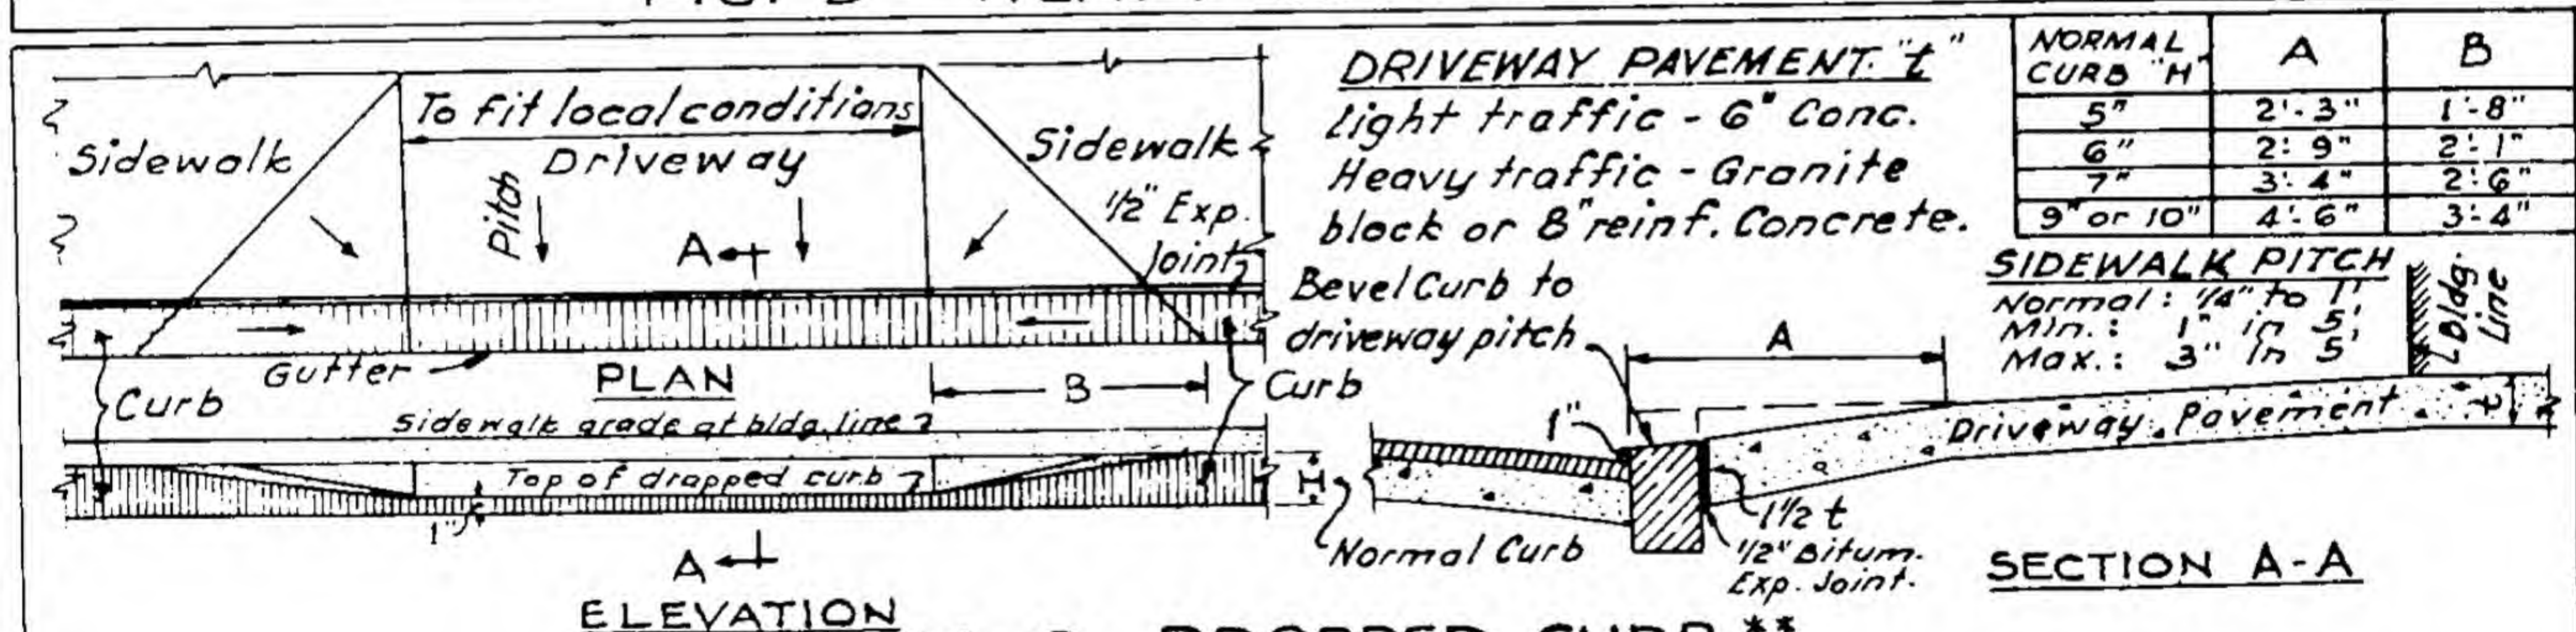 To fit local conditions
Sidewalk
Driveway
Sidewalk
Pitch
1/2" Exp.
Joint
A
Gutter
PLAN
B
Curb
Curb
Sidewalk grade at bldg. line
Top of dropped curb
H
1"
A
Normal Curb
ELEVATION
DRIVEWAY PAVEMENT "t"
Light traffic - 6" Conc.
Heavy traffic - Granite
block or 8" reinf. Concrete.
Bevel Curb to
driveway pitch
A
1"
Driveway Pavement
t
1 1/2 t
1/2" Bitum.
Exp. Joint.
SECTION A-A
NORMAL CURB "H" A B
5" 2'-3" 1'-8"
6" 2'-9" 2'-1"
7" 3'-4" 2'-6"
9" or 10" 4'-6" 3'-4"
SIDEWALK PITCH
Normal: 1/4" to 1'
Min.: 1" in 5'
Max.: 3" in 5'
Bldg.
Line
DROPPED CURB **